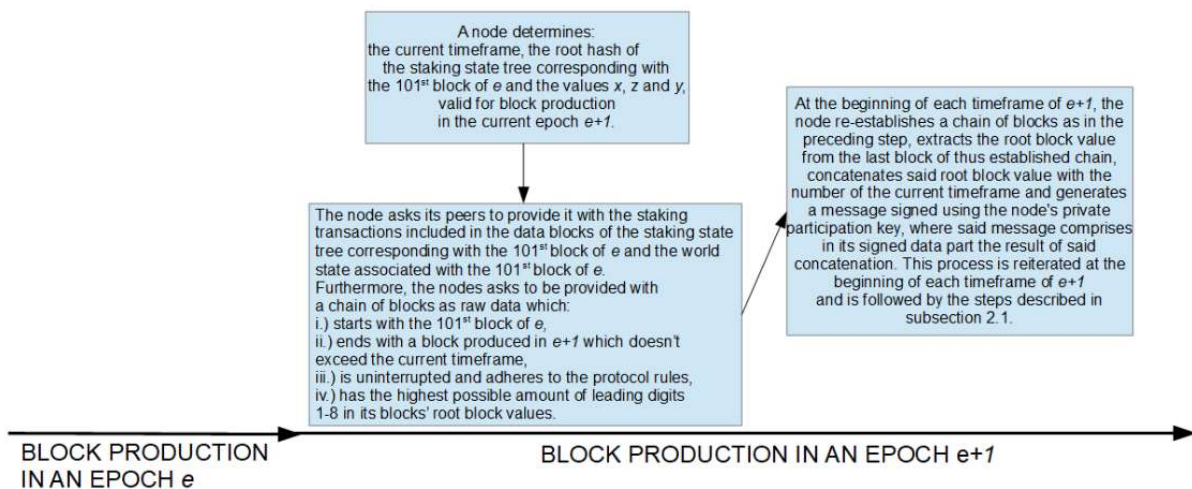 A node determines:
the current timeframe, the root hash of
the staking state tree corresponding with
the 101st block of e and the values x, z and y,
valid for block production
in the current epoch e+1.
The node asks its peers to provide it with the staking
transactions included in the data blocks of the staking state
tree corresponding with the 101st block of e and the world
state associated with the 101st block of e.
Furthermore, the nodes asks to be provided with
a chain of blocks as raw data which:
i.) starts with the 101st block of e,
ii.) ends with a block produced in e+1 which doesn't
exceed the current timeframe,
iii.) is uninterrupted and adheres to the protocol rules,
iv.) has the highest possible amount of leading digits
1-8 in its blocks' root block values.
At the beginning of each timeframe of e+1, the
node re-establishes a chain of blocks as in the
preceding step, extracts the root block value
from the last block of thus established chain,
concatenates said root block value with the
number of the current timeframe and generates
a message signed using the node's private
participation key, where said message comprises
in its signed data part the result of said
concatenation. This process is reiterated at the
beginning of each timeframe of e+1
and is followed by the steps described in
subsection 2.1.
BLOCK PRODUCTION
IN AN EPOCH e
BLOCK PRODUCTION IN AN EPOCH e+1